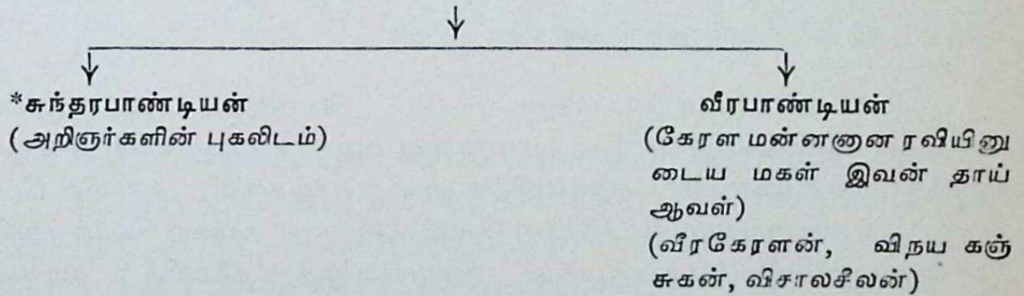 *சுந்தரபாண்டியன்
(அறிஞர்களின் புகலிடம்)
வீரபாண்டியன்
(கேரள மன்னனான ரவியினு
டைய மகள் இவன் தாய்
ஆவள்)
(வீரகேரளன், விநய கஞ்
சுகன், விசாலசீலன்)